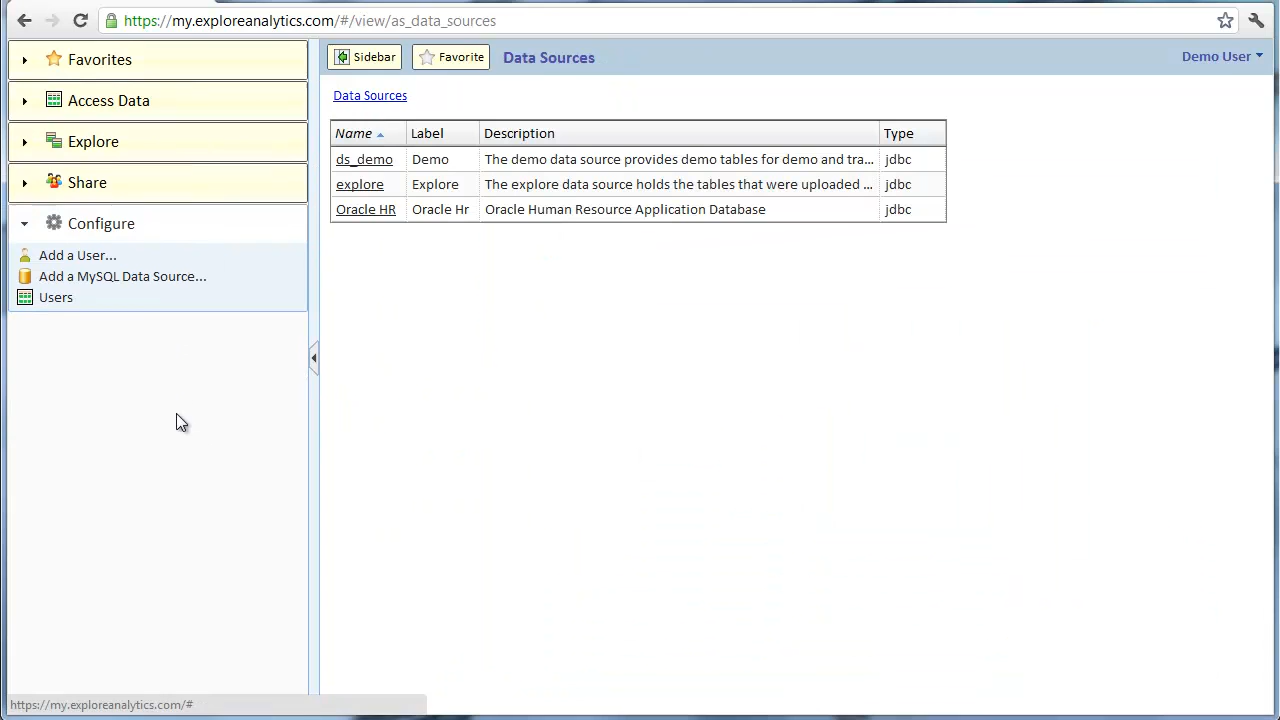 https://my.exploreanalytics.com/#/view/as_data_sources
Favorites
Access Data
Explore
Share
Configure
Add a User...
Add a MySQL Data Source...
Users
Sidebar
Favorite
Data Sources
Demo User
Data Sources
Name Label Description Type
ds_demo Demo The demo data source provides demo tables for demo and tra... jdbc
explore Explore The explore data source holds the tables that were uploaded ... jdbc
Oracle HR Oracle Hr Oracle Human Resource Application Database jdbc
https://my.exploreanalytics.com/#